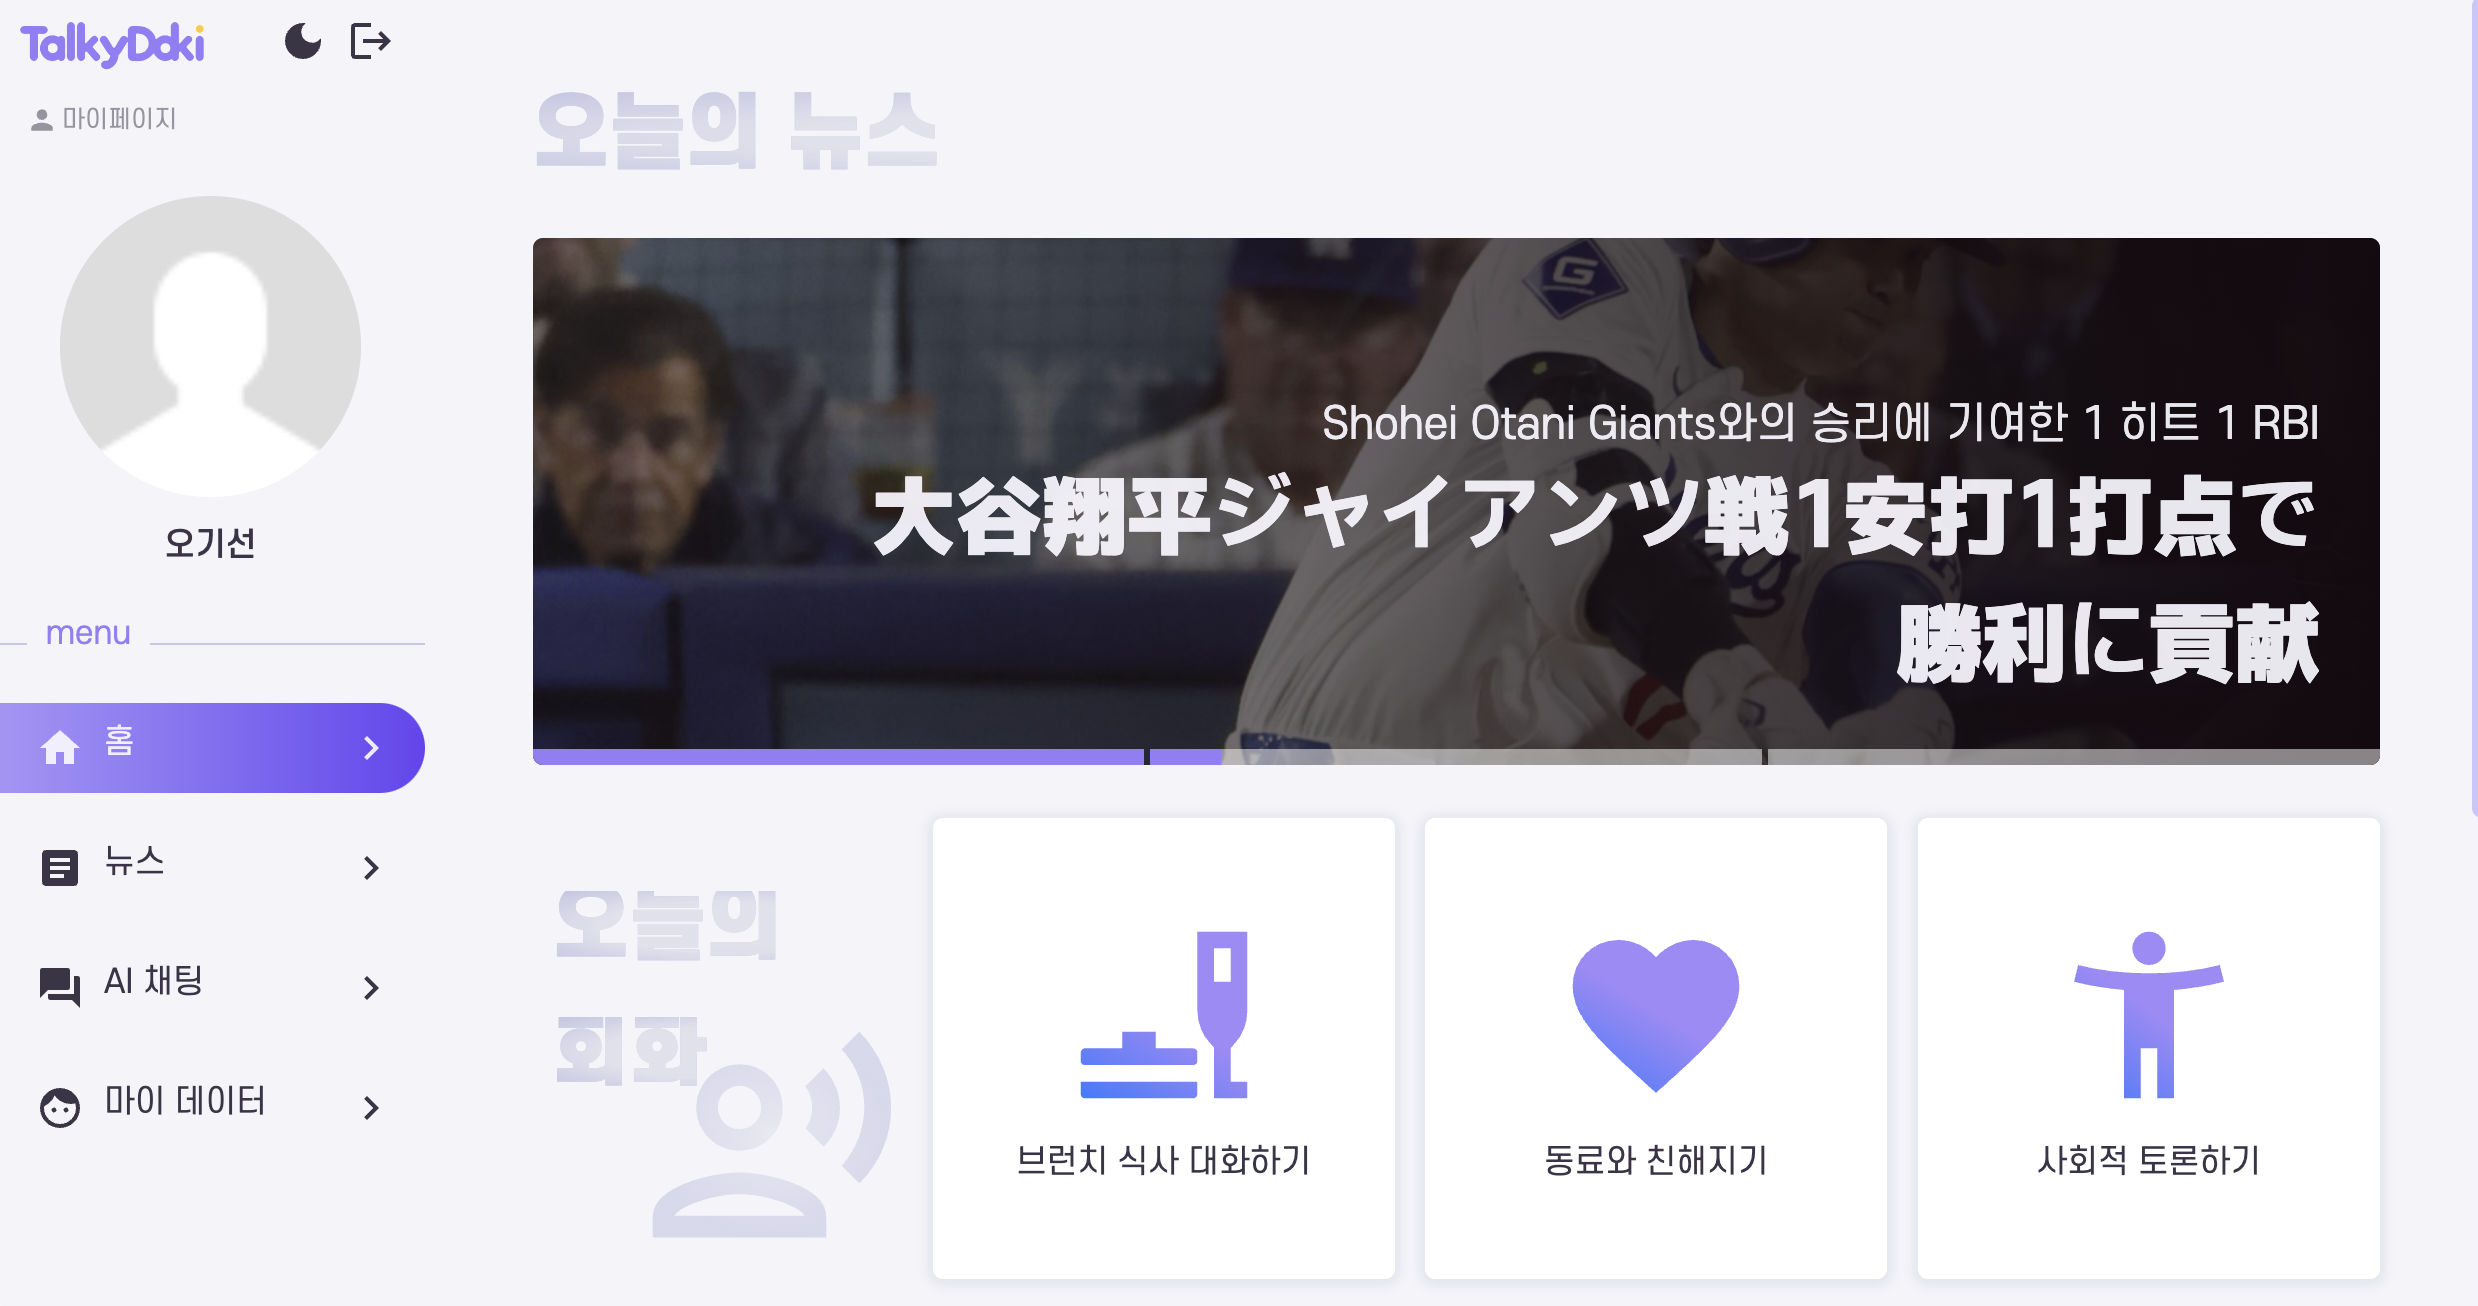 TalkyDoki
마이페이지
오기선
menu
홈
뉴스
AI 채팅
마이 데이터
오늘의 뉴스
G
Shohei Otani Giants와의 승리에 기여한 1 히트 1 RBI
大谷翔平ジャイアンツ戦1安打1打点で
勝利に貢献
오늘의
회화
브런치 식사 대화하기
동료와 친해지기
사회적 토론하기